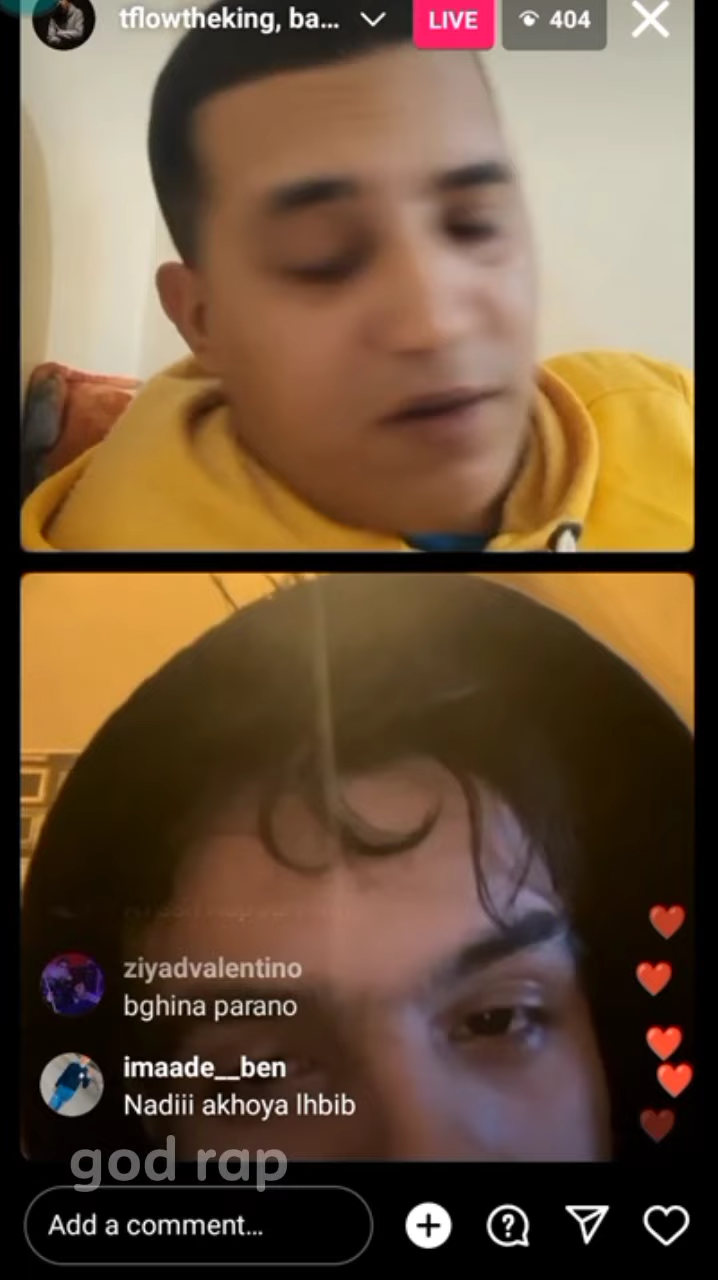 tflowtheking, ba...
LIVE
404
ziyadvalentino
bghina parano
imaade__ben
Nadiii akhoya lhbib
god rap
Add a comment...